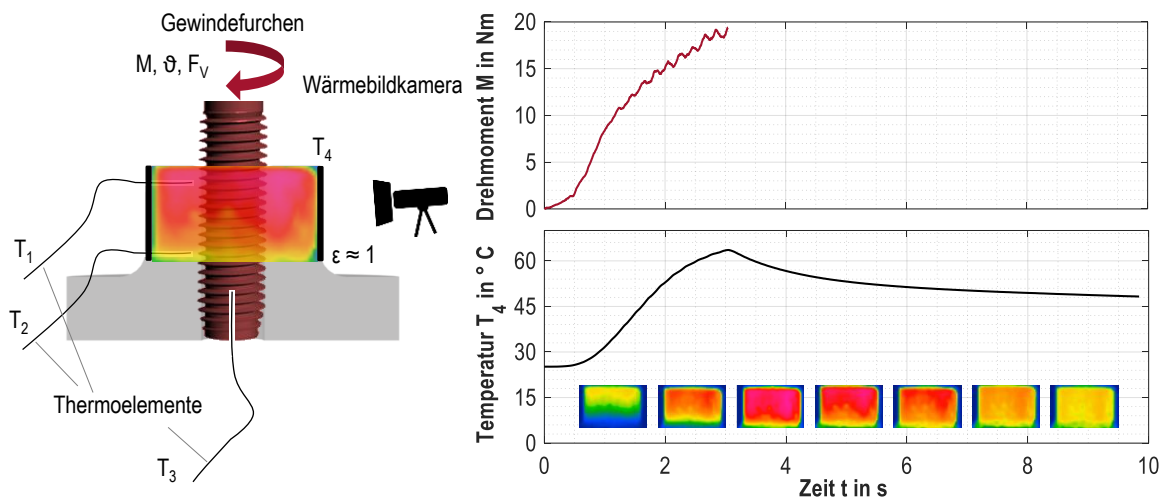 Gewindefurchen
M, ϑ, F_V
Wärmebildkamera
T_4
T_1
ε ≈ 1
T_2
Thermoelemente
T_3
Drehmoment M in Nm
20
15
10
5
0
Temperatur T_4 in ° C
60
45
30
15
0
0 2 4 6 8 10
Zeit t in s